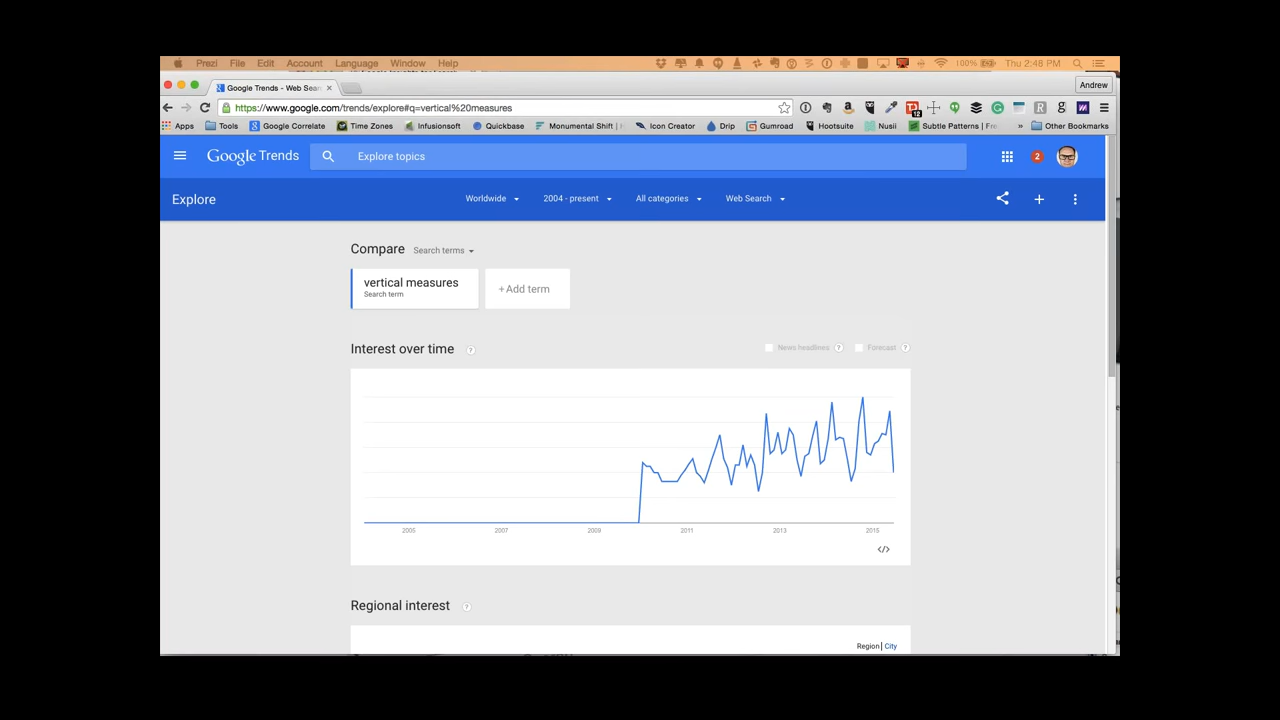 Prezi File Edit Account Language Window Help 100% Thu 2:48 PM
Google Trends - Web Sear Andrew
https://www.google.com/trends/explore#q=vertical%20measures 12
Apps Tools Google Correlate Time Zones Infusionsoft Quickbase Monumental Shift | Icon Creator Drip Gumroad Hootsuite Nusii Subtle Patterns | Fre » Other Bookmarks
Google Trends Explore topics 2
Explore Worldwide 2004 - present All categories Web Search
Compare Search terms
vertical measures
Search term
+Add term
Interest over time ? News headlines ? Forecast ?
2005 2007 2009 2011 2013 2015
</>
Regional interest ?
Region | City